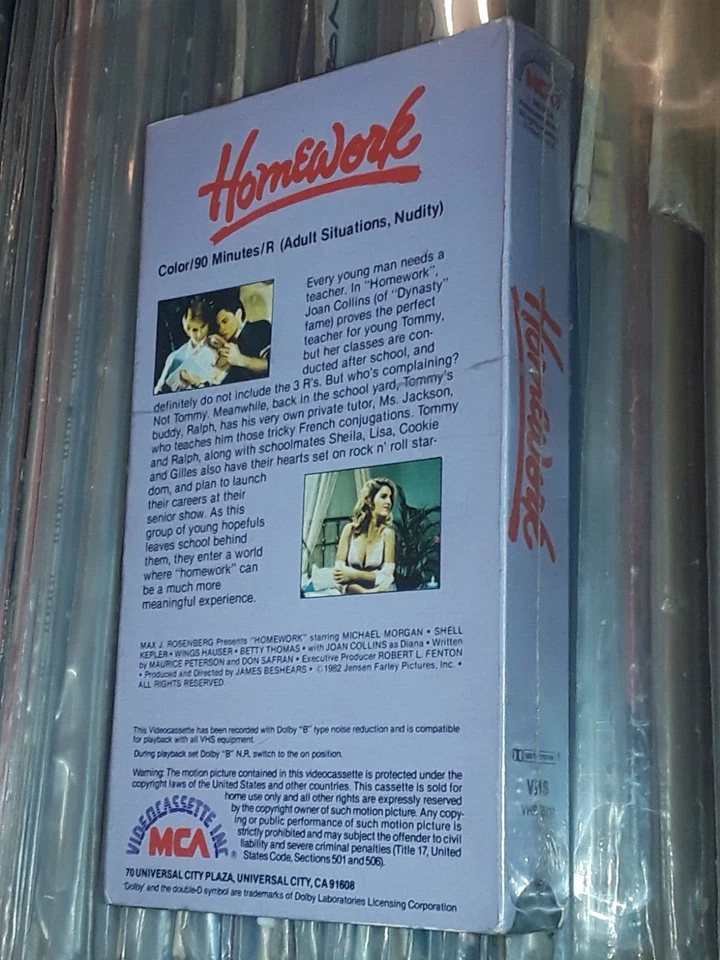 Homework
Color/90 Minutes/R (Adult Situations, Nudity)
Every young man needs a
teacher. In "Homework",
Joan Collins (of "Dynasty"
fame) proves the perfect
teacher for young Tommy,
but her classes are con-
ducted after school, and
definitely do not include the 3 R's. But who's complaining?
Not Tommy. Meanwhile, back in the school yard, Tommy's
buddy, Ralph, has his very own private tutor, Ms. Jackson,
who teaches him those tricky French conjugations. Tommy
and Ralph, along with schoolmates Sheila, Lisa, Cookie
and Gilles also have their hearts set on rock n' roll star-
dom, and plan to launch
their careers at their
senior show. As this
group of young hopefuls
leaves school behind
them, they enter a world
where "homework" can
be a much more
meaningful experience.
MAX J. ROSENBERG Presents "HOMEWORK" starring MICHAEL MORGAN • SHELL
KEPLER • WINGS HAUSER • BETTY THOMAS • with JOAN COLLINS as Diana • Written
by MAURICE PETERSON and DON SAFRAN • Executive Producer ROBERT L. FENTON
• Produced and Directed by JAMES BESHEARS • ©1982 Jensen Farley Pictures, Inc. •
ALL RIGHTS RESERVED.
This Videocassette has been recorded with Dolby "B" type noise reduction and is compatible
for playback with all VHS equipment.
During playback set Dolby "B" N.R. switch to the on position.
Warning: The motion picture contained in this videocassette is protected under the
copyright laws of the United States and other countries. This cassette is sold for
home use only and all other rights are expressly reserved
by the copyright owner of such motion picture. Any copy-
ing or public performance of such motion picture is
strictly prohibited and may subject the offender to civil
liability and severe criminal penalties (Title 17, United
States Code, Sections 501 and 506).
MCA VIDEOCASSETTE INC.®
70 UNIVERSAL CITY PLAZA, UNIVERSAL CITY, CA 91608
'Dolby' and the double-D symbol are trademarks of Dolby Laboratories Licensing Corporation
MCA
Homework
VHS